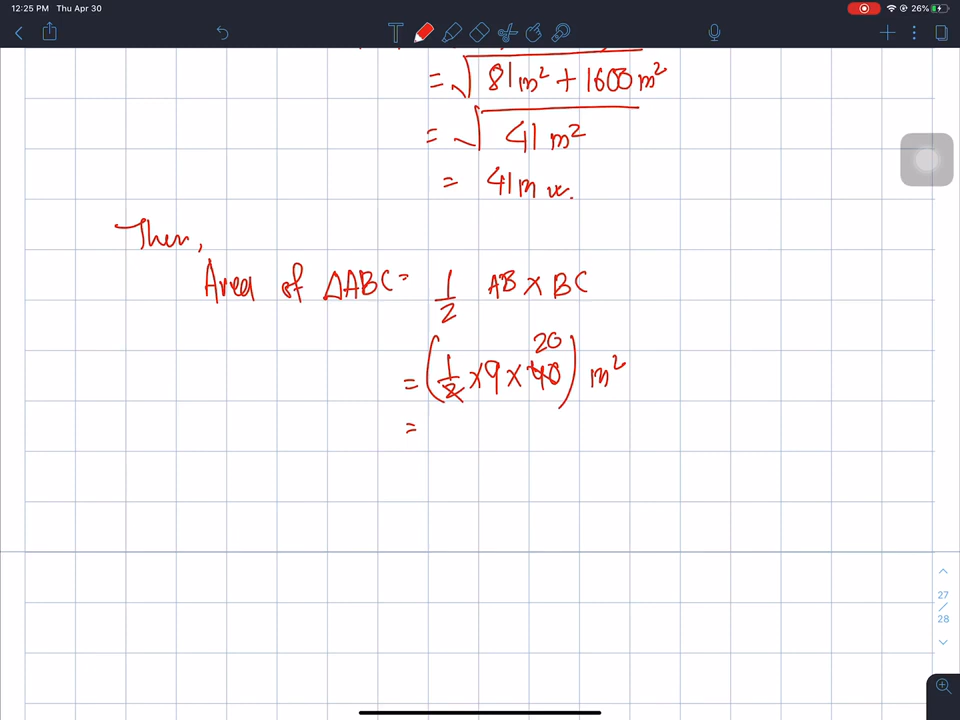 12:25 PM Thu Apr 30 26%
= √81m² + 1600m²
= √41m²
= 41m
Then,
Area of ΔABC = 1/2 AB × BC
20
= (1/2 × 9 × 40) m²
=
27
/
28